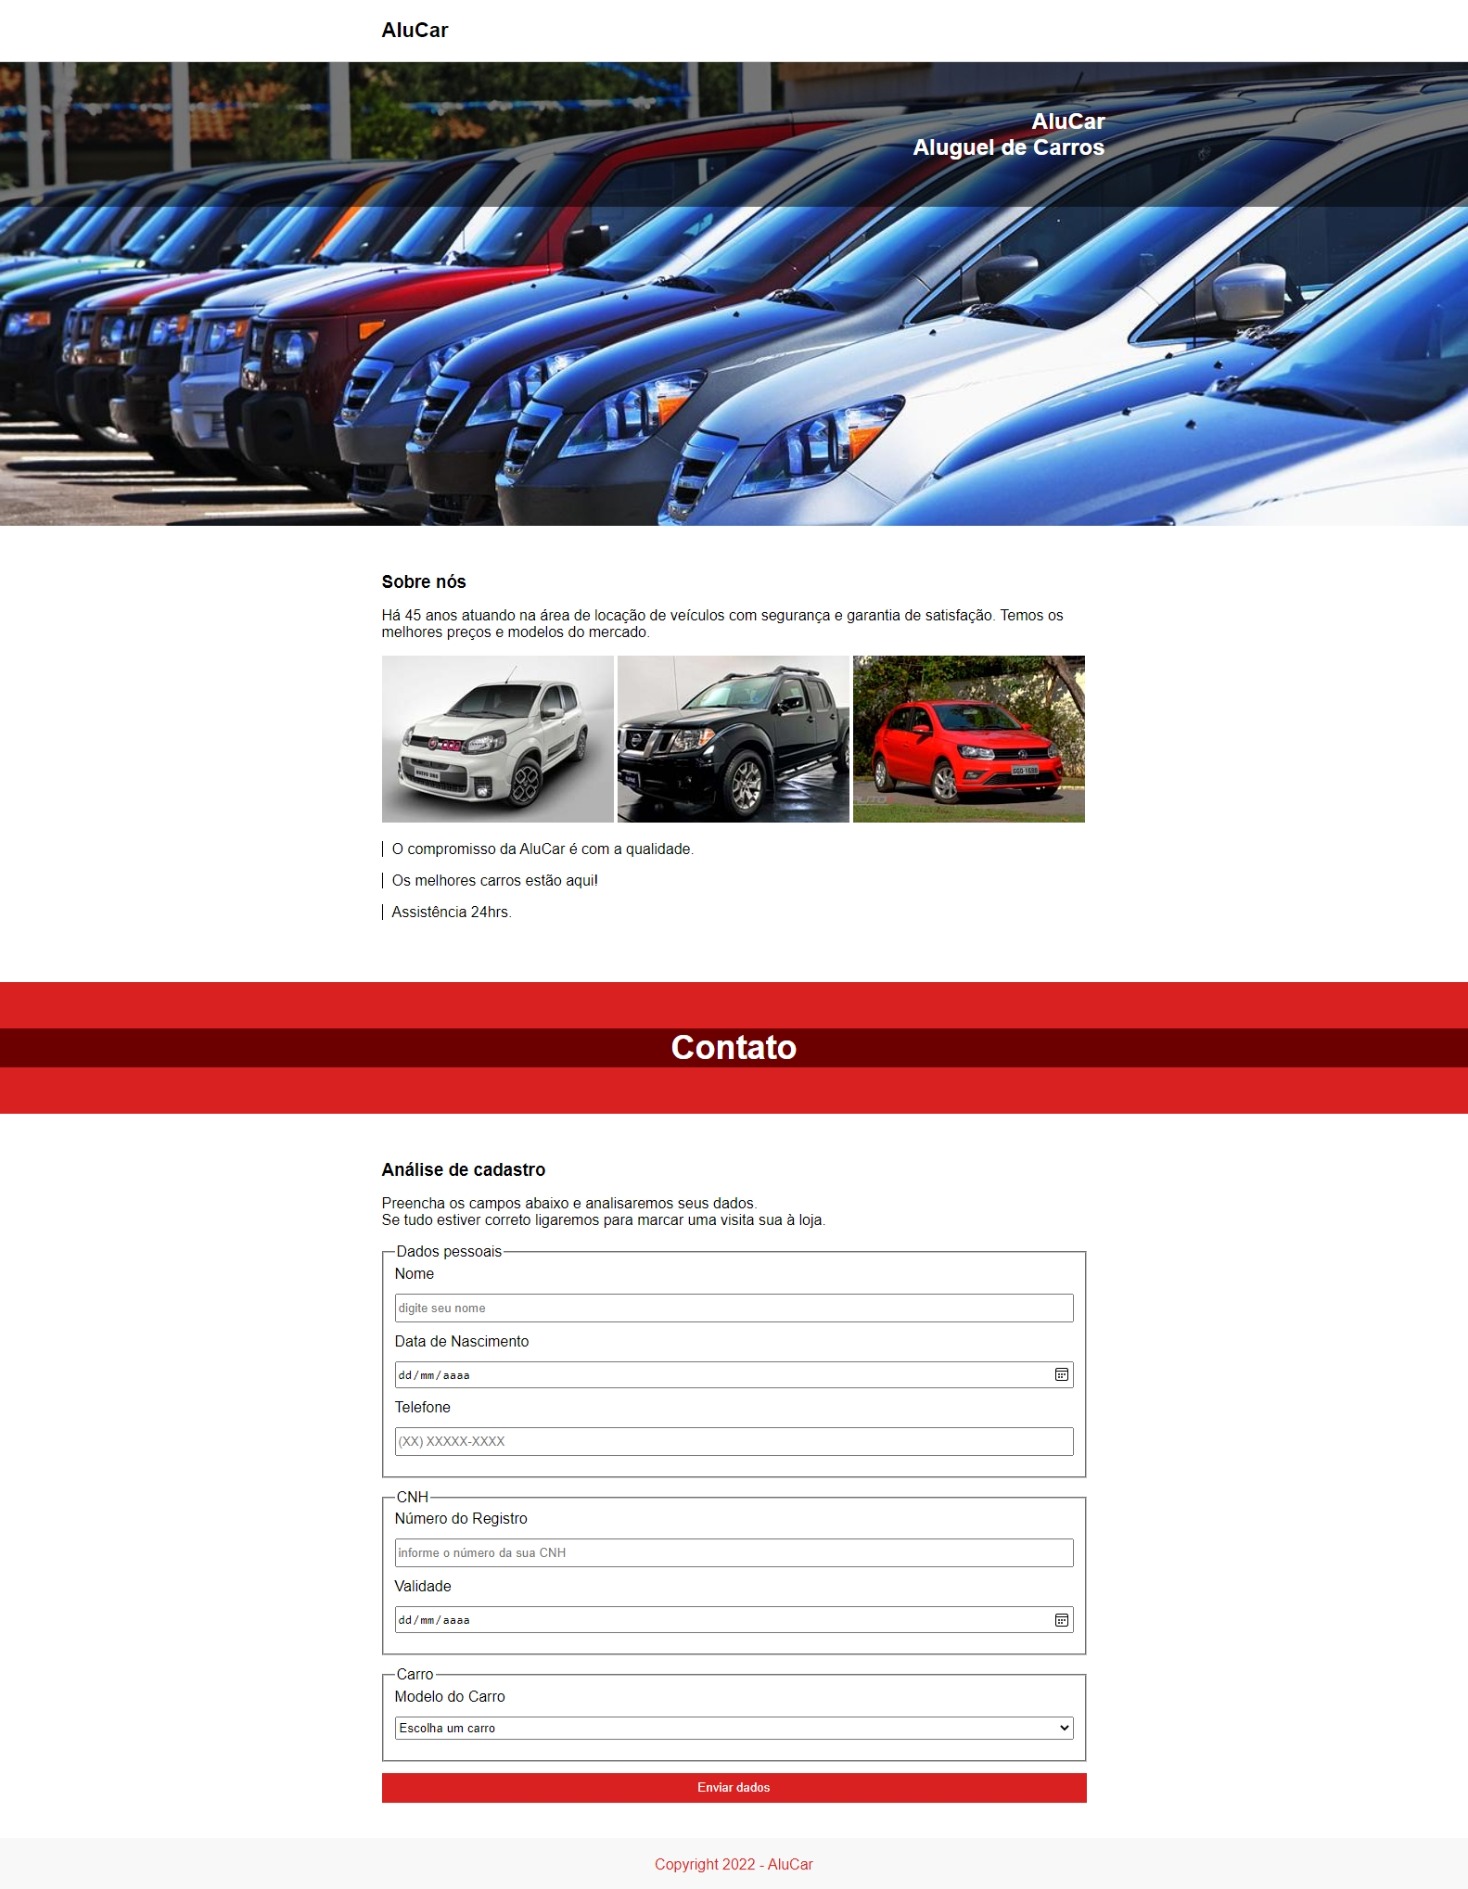 AluCar
AluCar
Aluguel de Carros
Sobre nós
Há 45 anos atuando na área de locação de veículos com segurança e garantia de satisfação. Temos os
melhores preços e modelos do mercado.
O compromisso da AluCar é com a qualidade.
Os melhores carros estão aqui!
Assistência 24hrs.
Contato
Análise de cadastro
Preencha os campos abaixo e analisaremos seus dados.
Se tudo estiver correto ligaremos para marcar uma visita sua à loja.
Dados pessoais
Nome
digite seu nome
Data de Nascimento
dd/mm/aaaa
Telefone
(XX) XXXXX-XXXX
CNH
Número do Registro
informe o número da sua CNH
Validade
dd/mm/aaaa
Carro
Modelo do Carro
Escolha um carro
Enviar dados
Copyright 2022 - AluCar